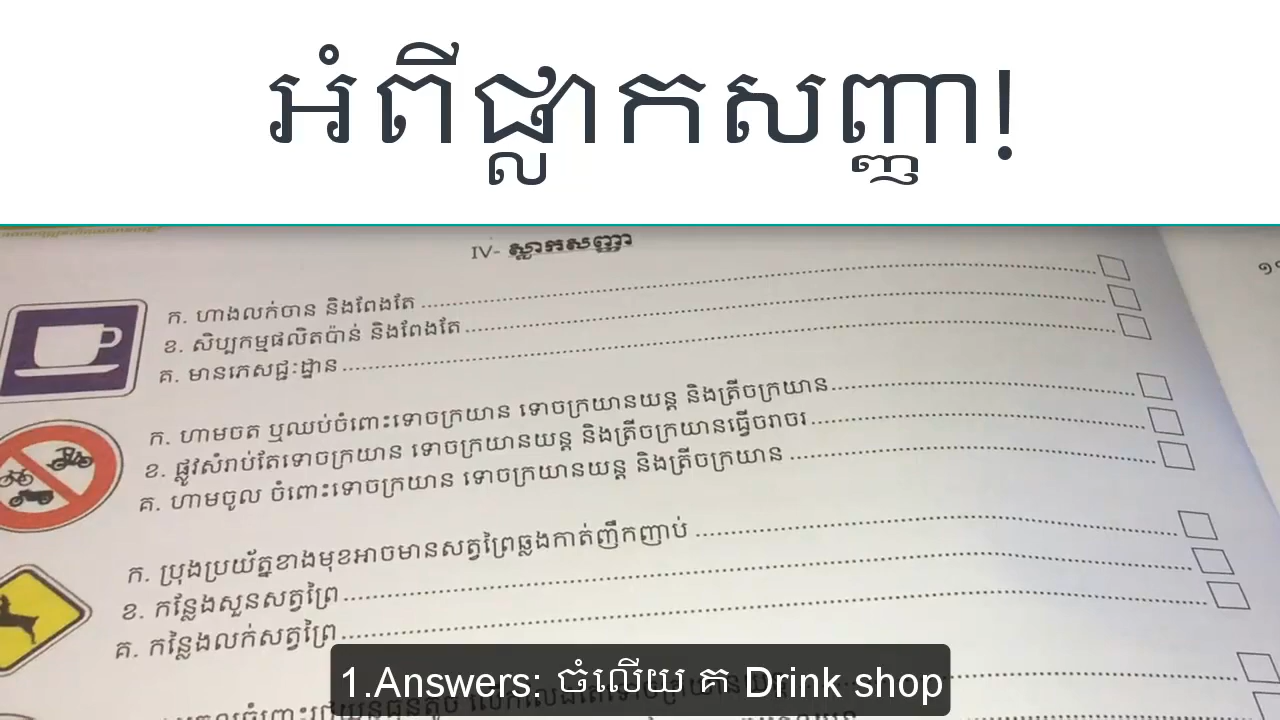 អំពីផ្លាកសញ្ញា!
IV- ស្លាកសញ្ញា
ក. ហាងលក់ចាន និងពែងតែ
ខ. សិប្បកម្មផលិតប៉ាន់ និងពែងតែ
គ. មានភេសជ្ជៈដ្ឋាន
ក. ហាមចត ឬឈប់ចំពោះទោចក្រយាន ទោចក្រយានយន្ត និងត្រីចក្រយាន
ខ. ផ្លូវសំរាប់តែទោចក្រយាន ទោចក្រយានយន្ត និងត្រីចក្រយានធ្វើចរាចរ
គ. ហាមចូល ចំពោះទោចក្រយាន ទោចក្រយានយន្ត និងត្រីចក្រយាន
ក. ប្រុងប្រយ័ត្នខាងមុខអាចមានសត្វព្រៃឆ្លងកាត់ញឹកញាប់
ខ. កន្លែងសួនសត្វព្រៃ
គ. កន្លែងលក់សត្វព្រៃ
1.Answers: ចំលើយ គ Drink shop